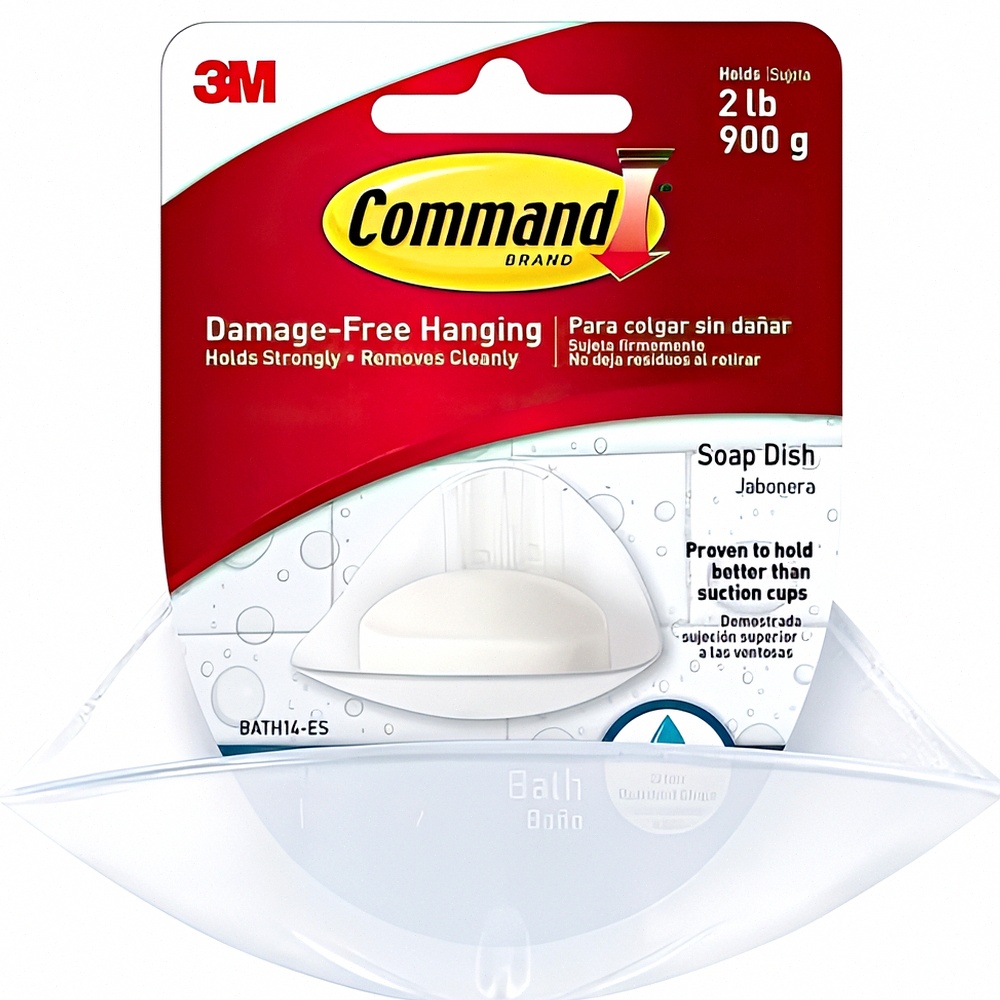 3M
Holds | Sujeta
2 lb
900 g
Command
BRAND
Damage-Free Hanging
Holds Strongly • Removes Cleanly
Para colgar sin dañar
Sujeta firmemente
No deja residuos al retirar
Soap Dish
Jabonera
Proven to hold
better than
suction cups
Demostrada
sujeción superior
a las ventosas
BATH14-ES
Bath
Baño